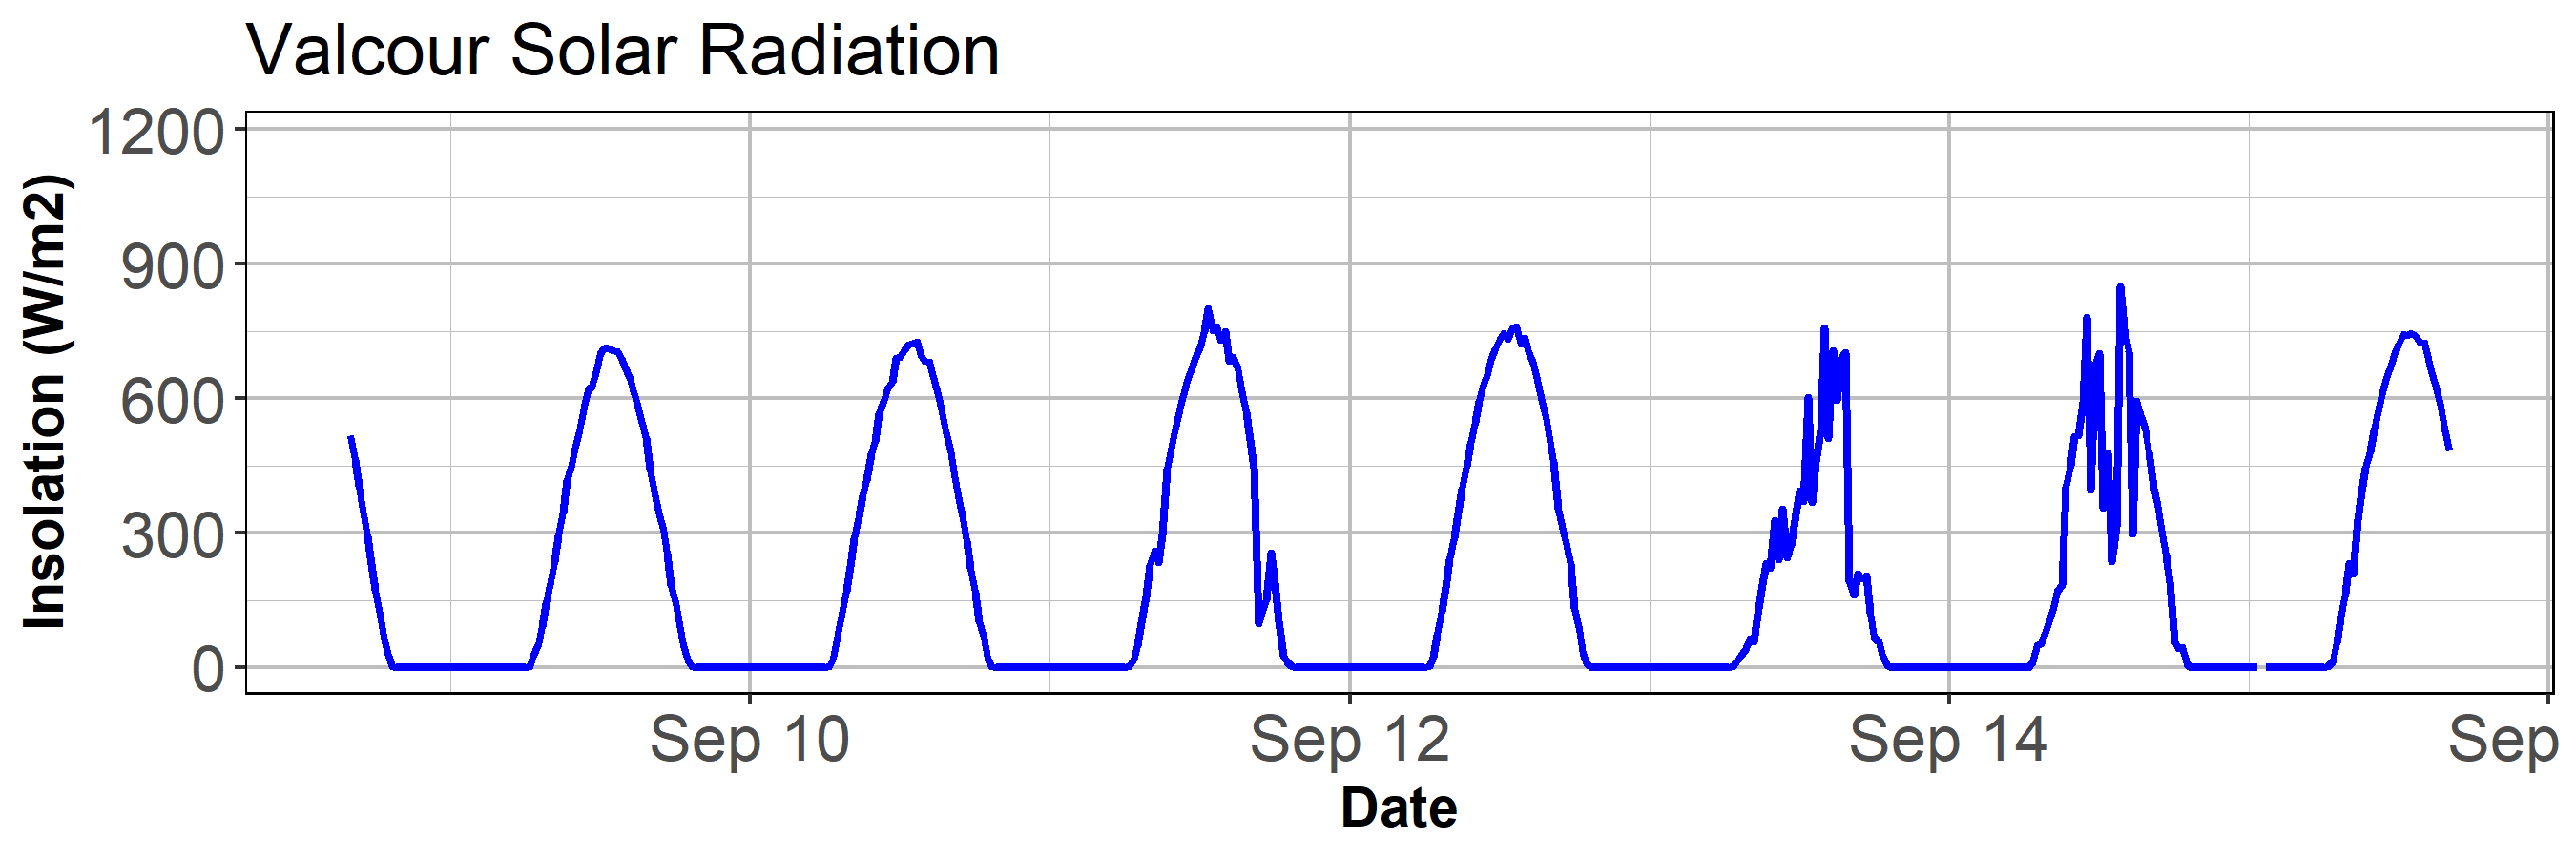 Valcour Solar Radiation
Insolation (W/m2)
1200
900
600
300
0
Sep 10
Sep 12
Sep 14
Sep
Date